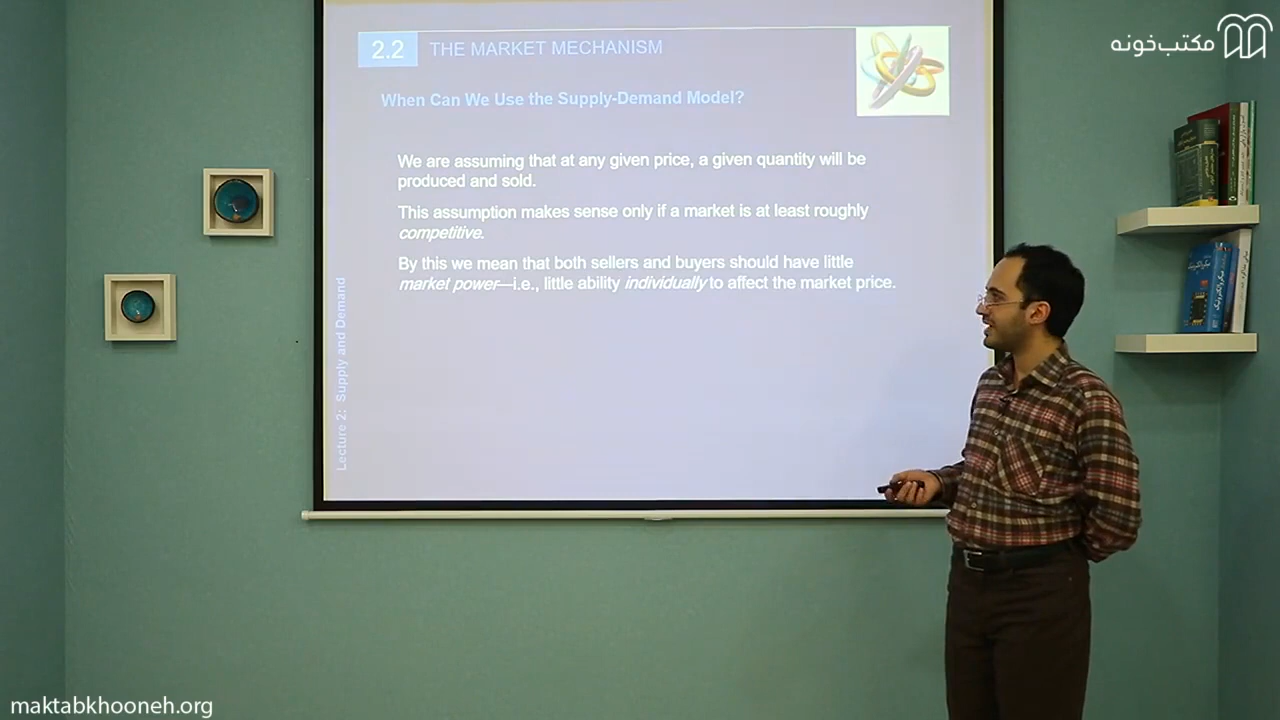 2.2 THE MARKET MECHANISM
مکتب‌خونه
When Can We Use the Supply-Demand Model?
We are assuming that at any given price, a given quantity will be
produced and sold.
This assumption makes sense only if a market is at least roughly
competitive.
By this we mean that both sellers and buyers should have little
market power—i.e., little ability individually to affect the market price.
Lecture 2: Supply and Demand
maktabkhooneh.org